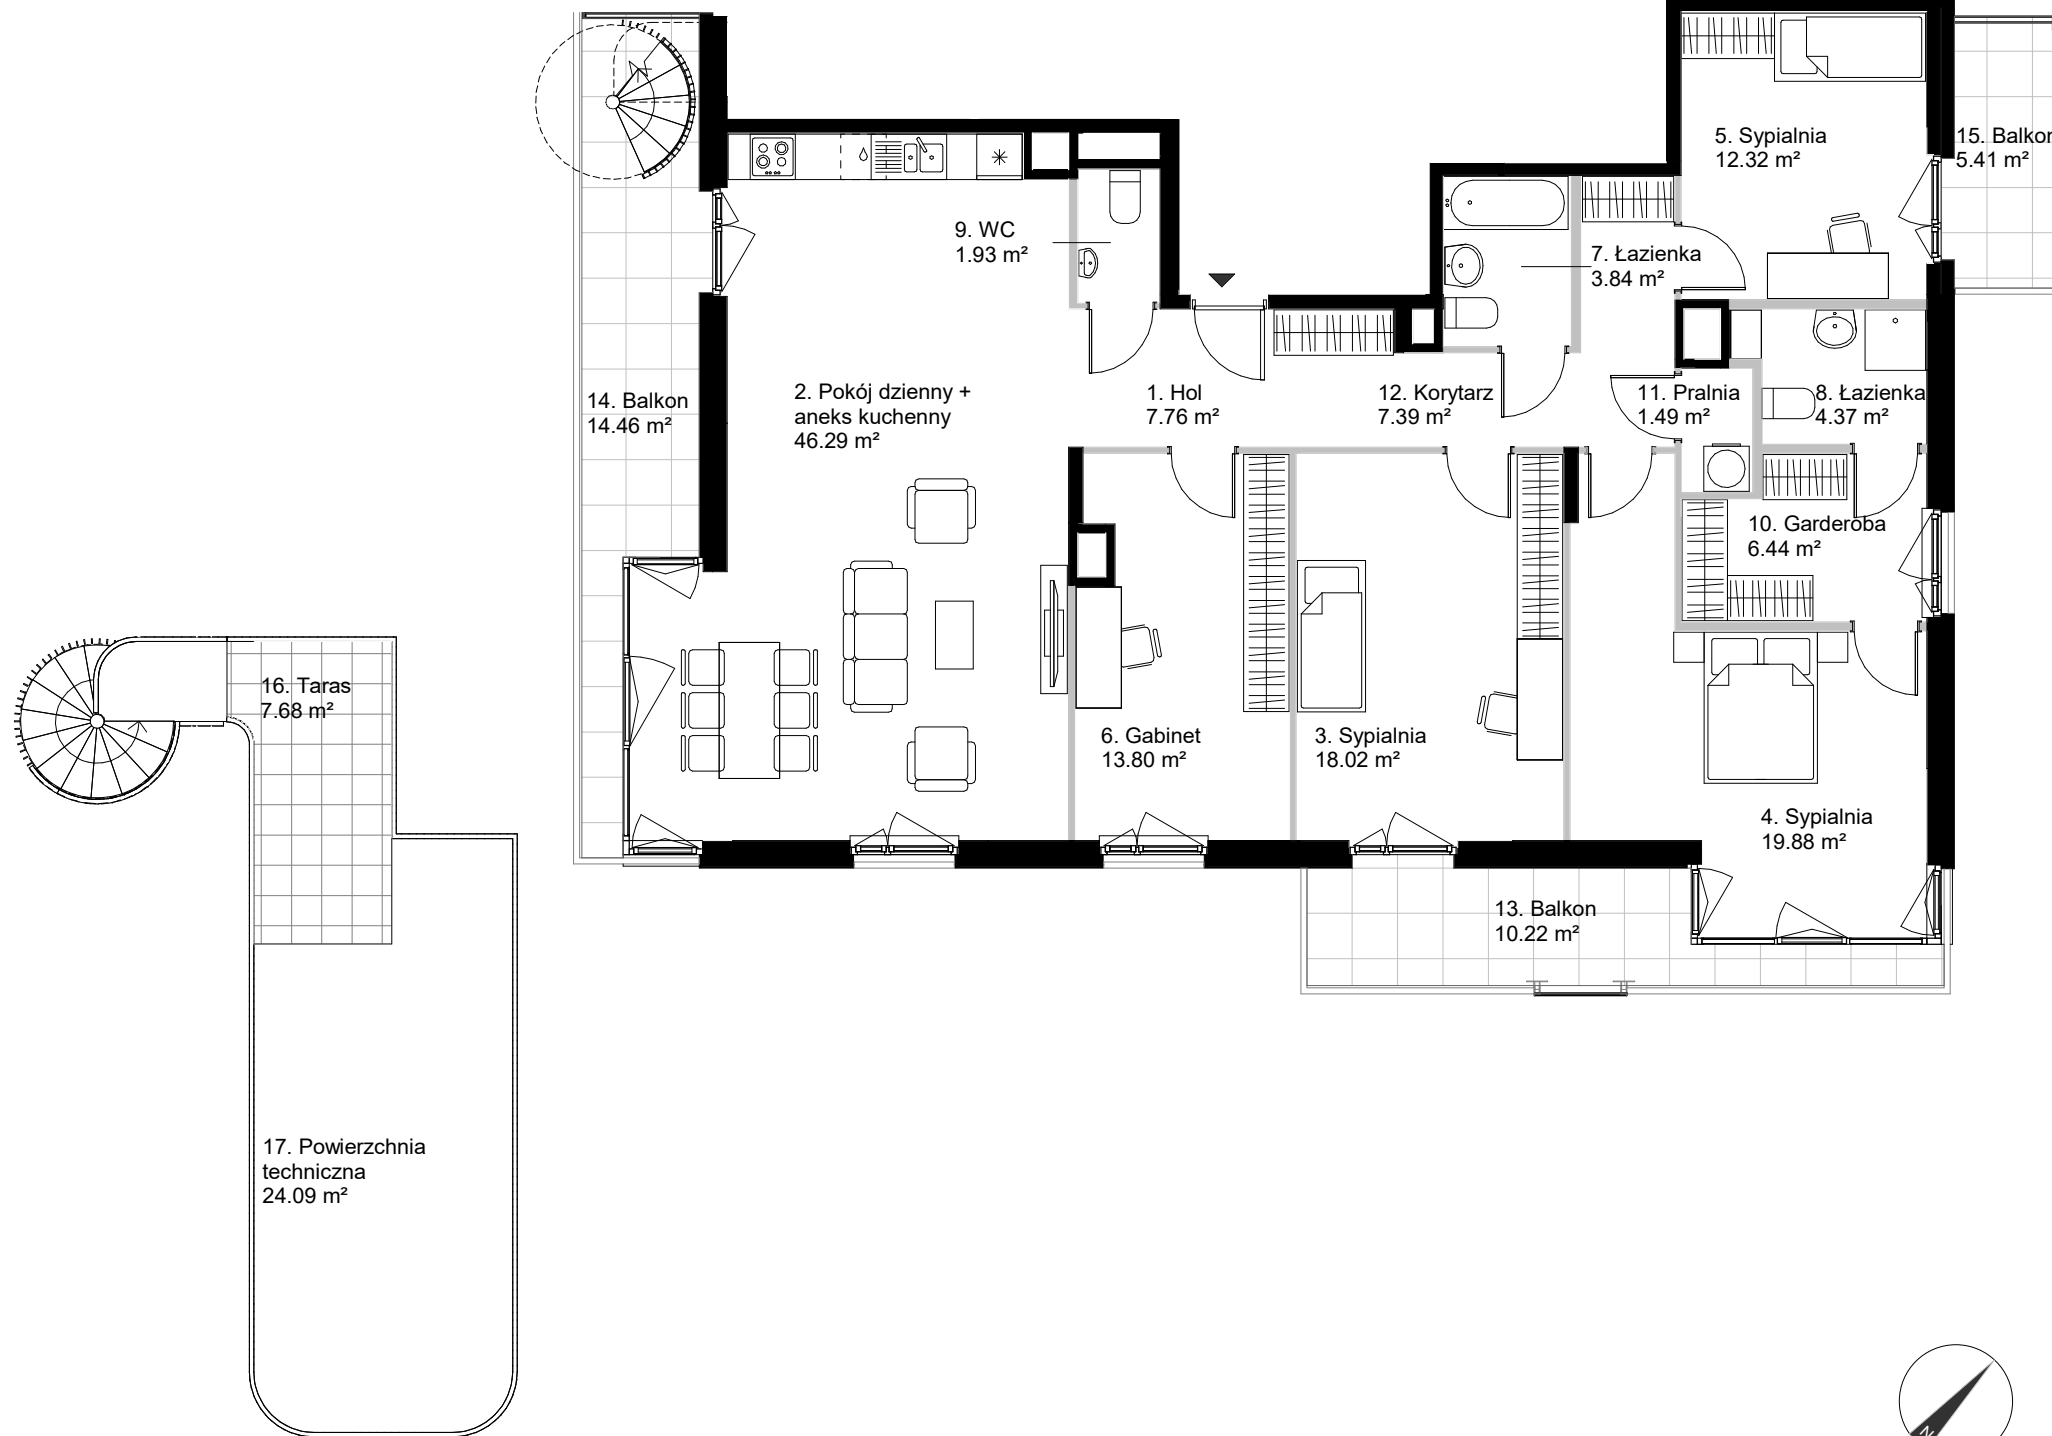 5. Sypialnia
12.32 m²
15. Balkon
5.41 m²
9. WC
1.93 m²
7. Łazienka
3.84 m²
14. Balkon
14.46 m²
2. Pokój dzienny +
aneks kuchenny
46.29 m²
1. Hol
7.76 m²
12. Korytarz
7.39 m²
11. Pralnia
1.49 m²
8. Łazienka
4.37 m²
10. Garderoba
6.44 m²
16. Taras
7.68 m²
6. Gabinet
13.80 m²
3. Sypialnia
18.02 m²
4. Sypialnia
19.88 m²
13. Balkon
10.22 m²
17. Powierzchnia
techniczna
24.09 m²
N